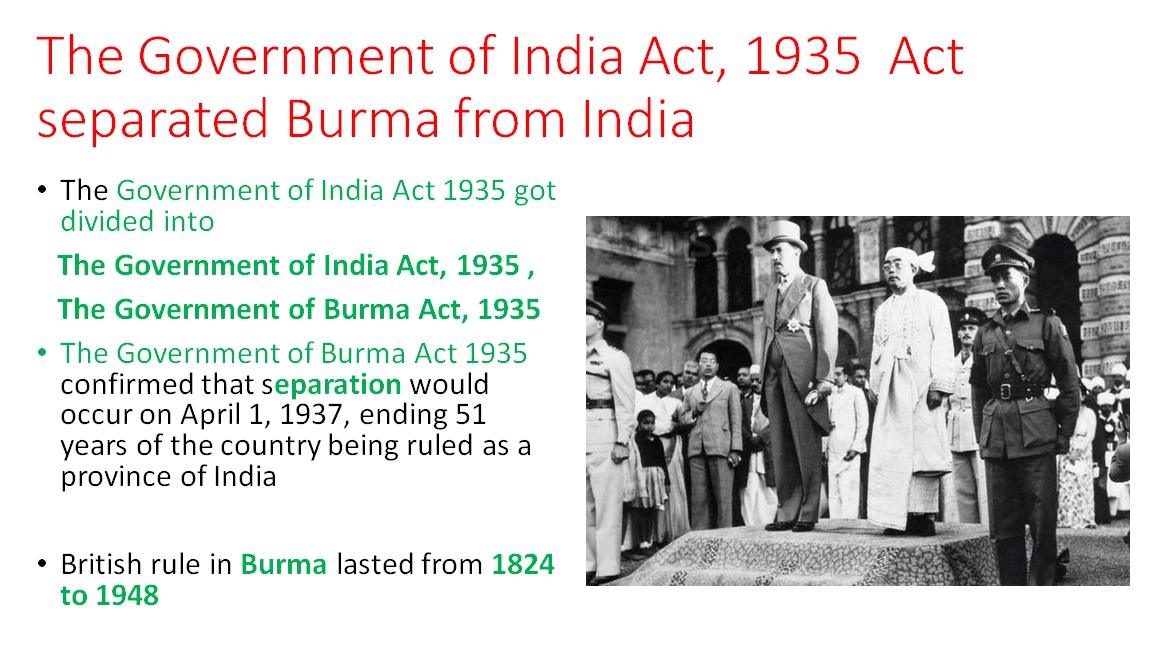 The Government of India Act, 1935  Act
separated Burma from India
• The Government of India Act 1935 got
divided into
The Government of India Act, 1935 ,
The Government of Burma Act, 1935
• The Government of Burma Act 1935
confirmed that separation would
occur on April 1, 1937, ending 51
years of the country being ruled as a
province of India
• British rule in Burma lasted from 1824
to 1948